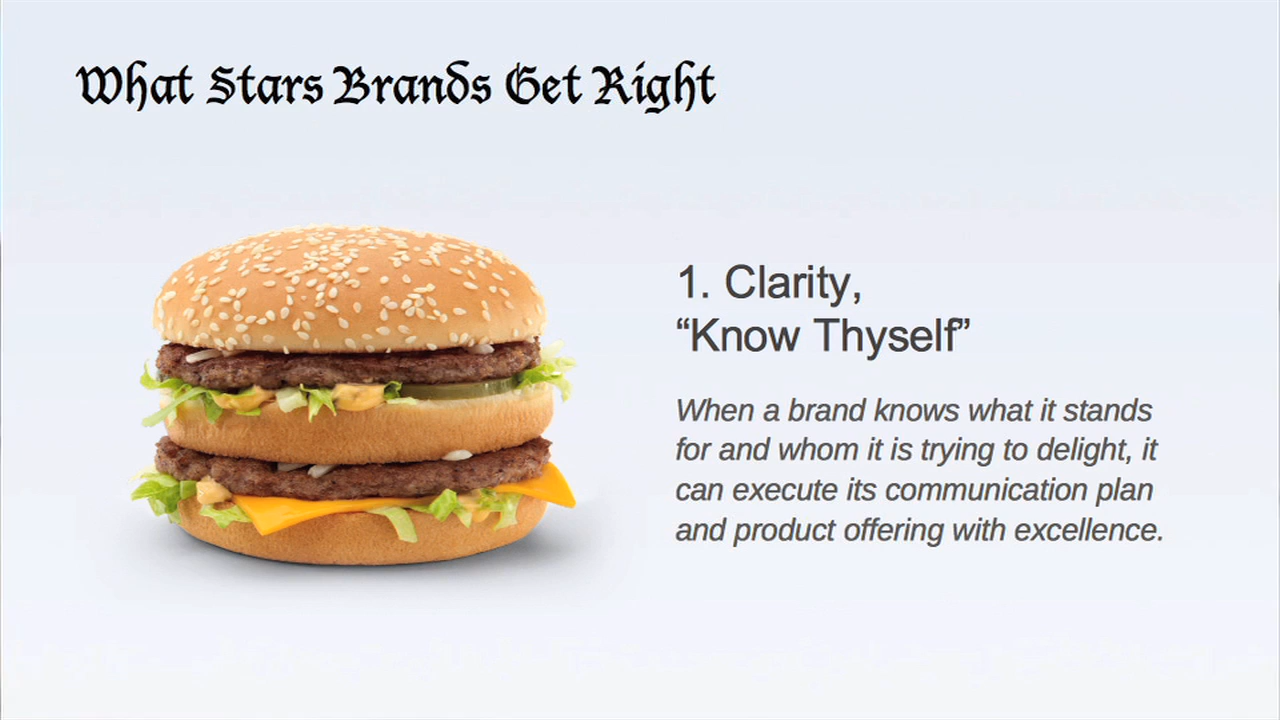 What Stars Brands Get Right
1. Clarity,
“Know Thyself”
When a brand knows what it stands
for and whom it is trying to delight, it
can execute its communication plan
and product offering with excellence.